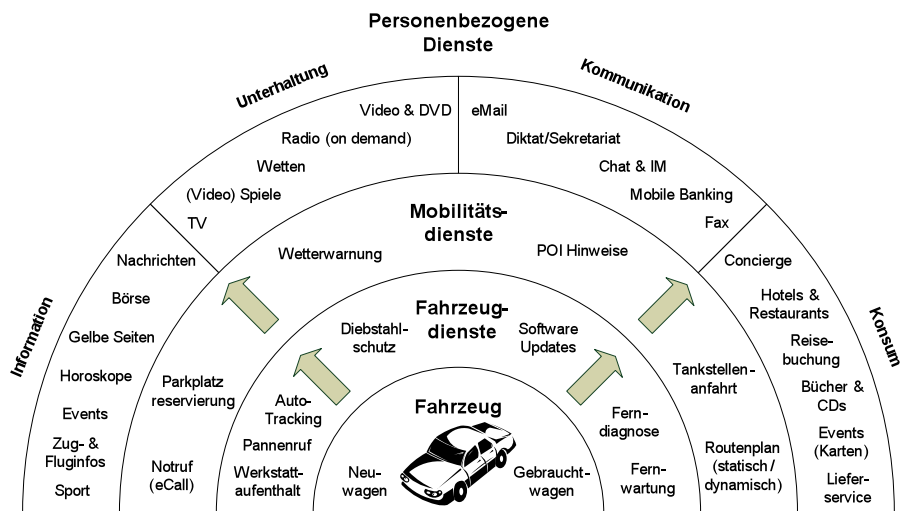 Personenbezogene
Dienste
Unterhaltung
Kommunikation
Information
Konsum
Video & DVD
Radio (on demand)
Wetten
(Video) Spiele
TV
eMail
Diktat/Sekretariat
Chat & IM
Mobile Banking
Fax
Nachrichten
Börse
Gelbe Seiten
Horoskope
Events
Zug- &
Fluginfos
Sport
Concierge
Hotels &
Restaurants
Reise-
buchung
Bücher &
CDs
Events
(Karten)
Liefer-
service
Mobilitäts-
dienste
Wetterwarnung
POI Hinweise
Parkplatz
reservierung
Notruf
(eCall)
Tankstellen-
anfahrt
Routenplan
(statisch /
dynamisch)
Fahrzeug-
dienste
Diebstahl-
schutz
Software
Updates
Auto-
Tracking
Pannenruf
Werkstatt-
aufenthalt
Fern-
diagnose
Fern-
wartung
Fahrzeug
Neu-
wagen
Gebraucht-
wagen